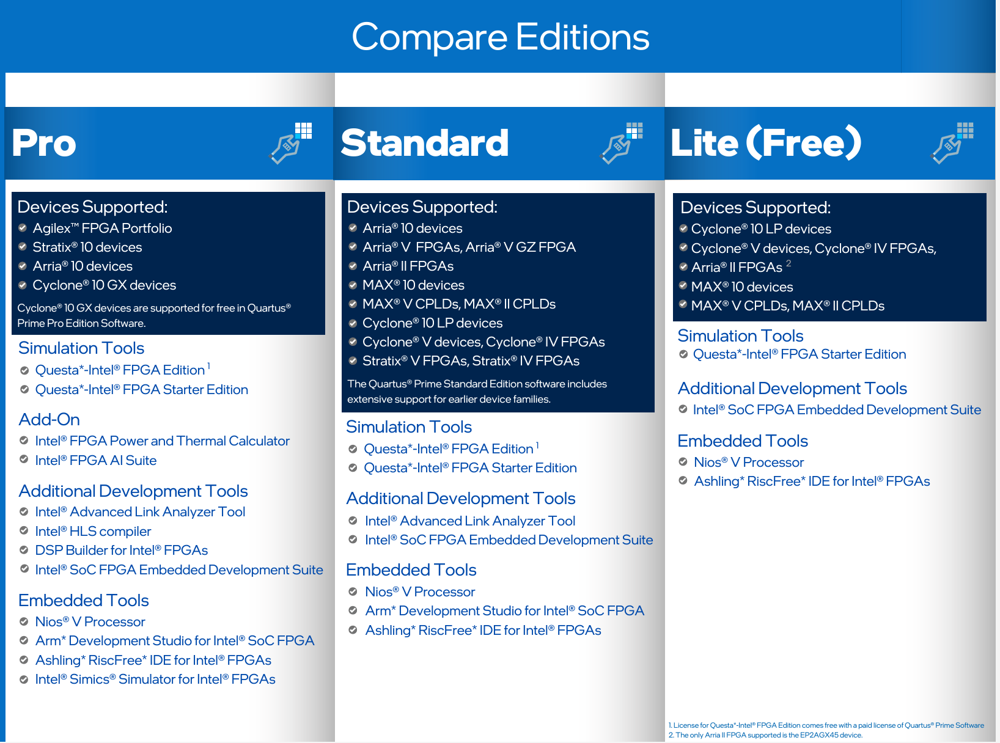 Compare Editions
Pro
Devices Supported:
Agilex™ FPGA Portfolio
Stratix® 10 devices
Arria® 10 devices
Cyclone® 10 GX devices
Cyclone® 10 GX devices are supported for free in Quartus®
Prime Pro Edition Software.
Simulation Tools
Questa*-Intel® FPGA Edition ¹
Questa*-Intel® FPGA Starter Edition
Add-On
Intel® FPGA Power and Thermal Calculator
Intel® FPGA AI Suite
Additional Development Tools
Intel® Advanced Link Analyzer Tool
Intel® HLS compiler
DSP Builder for Intel® FPGAs
Intel® SoC FPGA Embedded Development Suite
Embedded Tools
Nios® V Processor
Arm* Development Studio for Intel® SoC FPGA
Ashling* RiscFree* IDE for Intel® FPGAs
Intel® Simics® Simulator for Intel® FPGAs
Standard
Devices Supported:
Arria® 10 devices
Arria® V  FPGAs, Arria® V GZ FPGA
Arria® II FPGAs
MAX® 10 devices
MAX® V CPLDs, MAX® II CPLDs
Cyclone® 10 LP devices
Cyclone® V devices, Cyclone® IV FPGAs
Stratix® V FPGAs, Stratix® IV FPGAs
The Quartus® Prime Standard Edition software includes
extensive support for earlier device families.
Simulation Tools
Questa*-Intel® FPGA Edition ¹
Questa*-Intel® FPGA Starter Edition
Additional Development Tools
Intel® Advanced Link Analyzer Tool
Intel® SoC FPGA Embedded Development Suite
Embedded Tools
Nios® V Processor
Arm* Development Studio for Intel® SoC FPGA
Ashling* RiscFree* IDE for Intel® FPGAs
Lite (Free)
Devices Supported:
Cyclone® 10 LP devices
Cyclone® V devices, Cyclone® IV FPGAs,
Arria® II FPGAs ²
MAX® 10 devices
MAX® V CPLDs, MAX® II CPLDs
Simulation Tools
Questa*-Intel® FPGA Starter Edition
Additional Development Tools
Intel® SoC FPGA Embedded Development Suite
Embedded Tools
Nios® V Processor
Ashling* RiscFree* IDE for Intel® FPGAs
1. License for Questa*-Intel® FPGA Edition comes free with a paid license of Quartus® Prime Software
2. The only Arria II FPGA supported is the EP2AGX45 device.